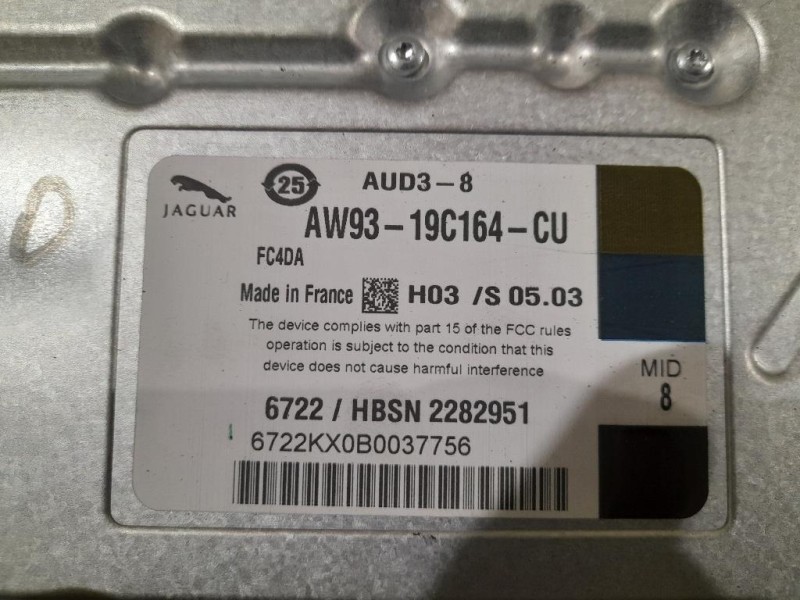 JAGUAR
25
AUD3-8
AW93-19C164-CU
FC4DA
Made in France H03 /S 05.03
The device complies with part 15 of the FCC rules
operation is subject to the condition that this
device does not cause harmful interference
MID
8
6722 / HBSN 2282951
6722KX0B0037756